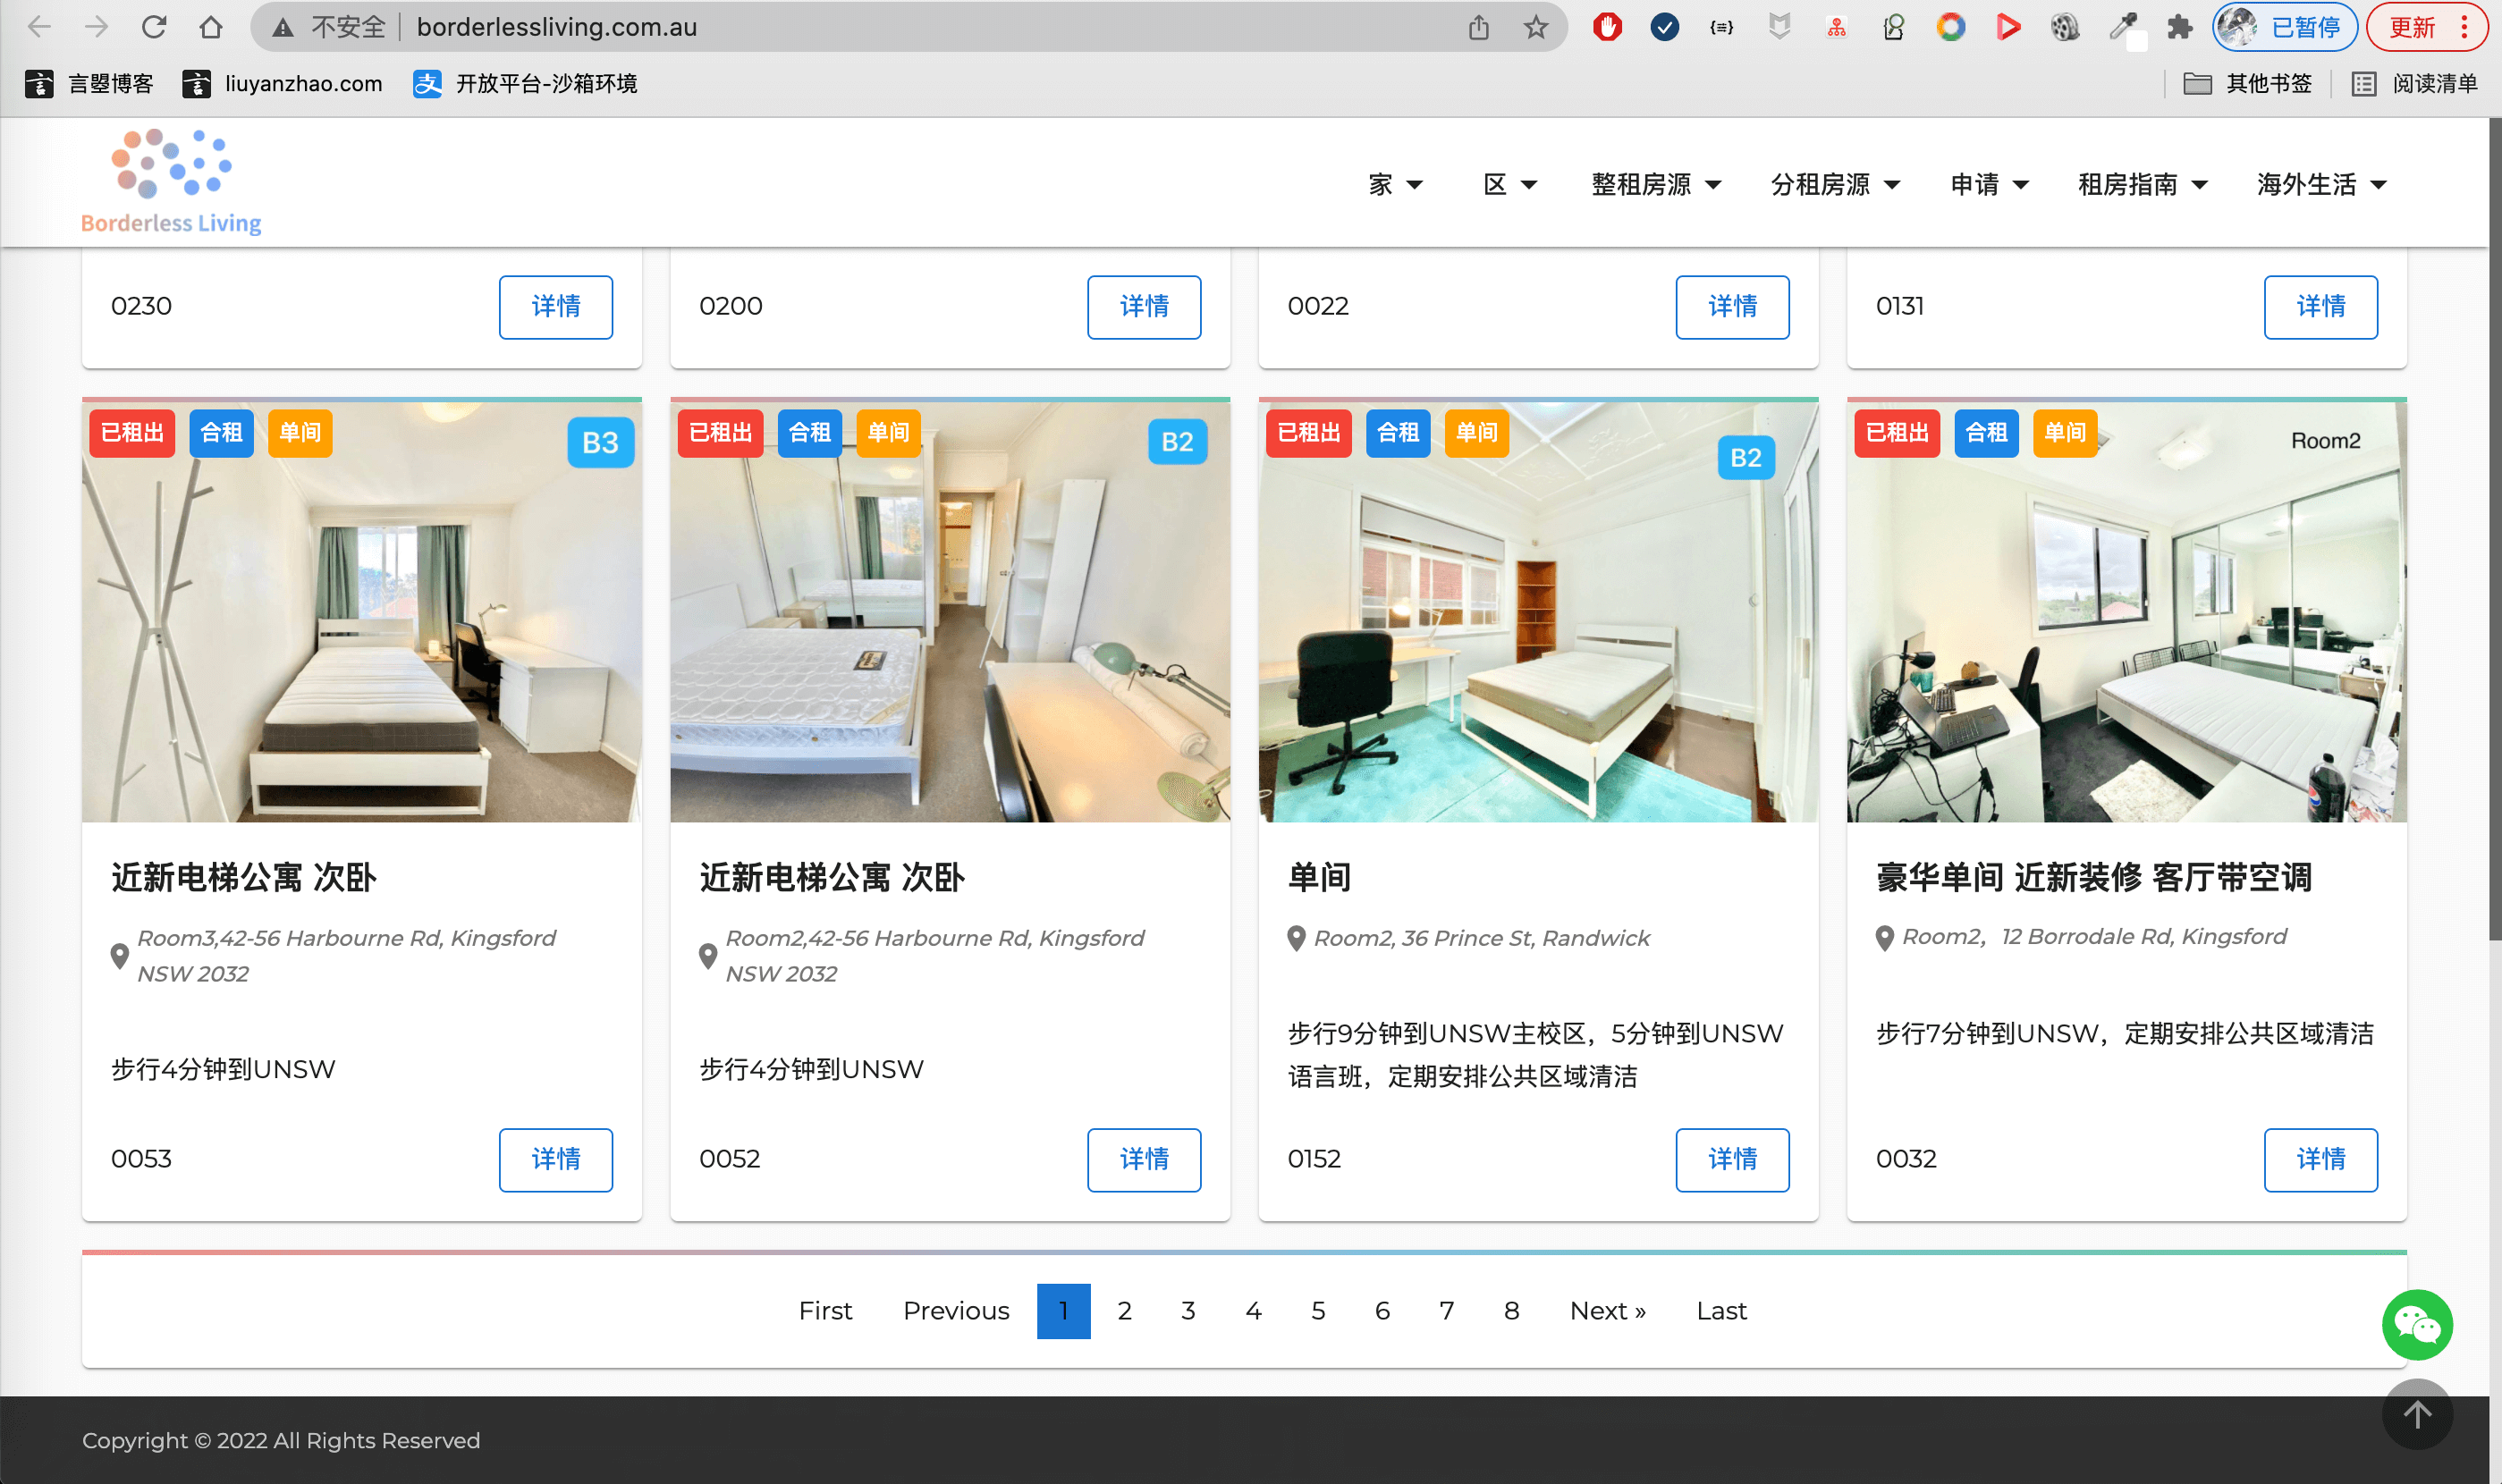 不安全 borderlessliving.com.au 已暂停 更新
言曌博客 liuyanzhao.com 支 开放平台-沙箱环境 其他书签 阅读清单
Borderless Living
家 区 整租房源 分租房源 申请 租房指南 海外生活
0230 详情 0200 详情 0022 详情 0131 详情
已租出 合租 单间 B3
已租出 合租 单间 B2
已租出 合租 单间 B2
已租出 合租 单间 Room2
近新电梯公寓 次卧
Room3,42-56 Harbourne Rd, Kingsford
NSW 2032
步行4分钟到UNSW
0053 详情
近新电梯公寓 次卧
Room2,42-56 Harbourne Rd, Kingsford
NSW 2032
步行4分钟到UNSW
0052 详情
单间
Room2, 36 Prince St, Randwick
步行9分钟到UNSW主校区，5分钟到UNSW
语言班，定期安排公共区域清洁
0152 详情
豪华单间 近新装修 客厅带空调
Room2，12 Borrodale Rd, Kingsford
步行7分钟到UNSW，定期安排公共区域清洁
0032 详情
First Previous 1 2 3 4 5 6 7 8 Next » Last
Copyright © 2022 All Rights Reserved